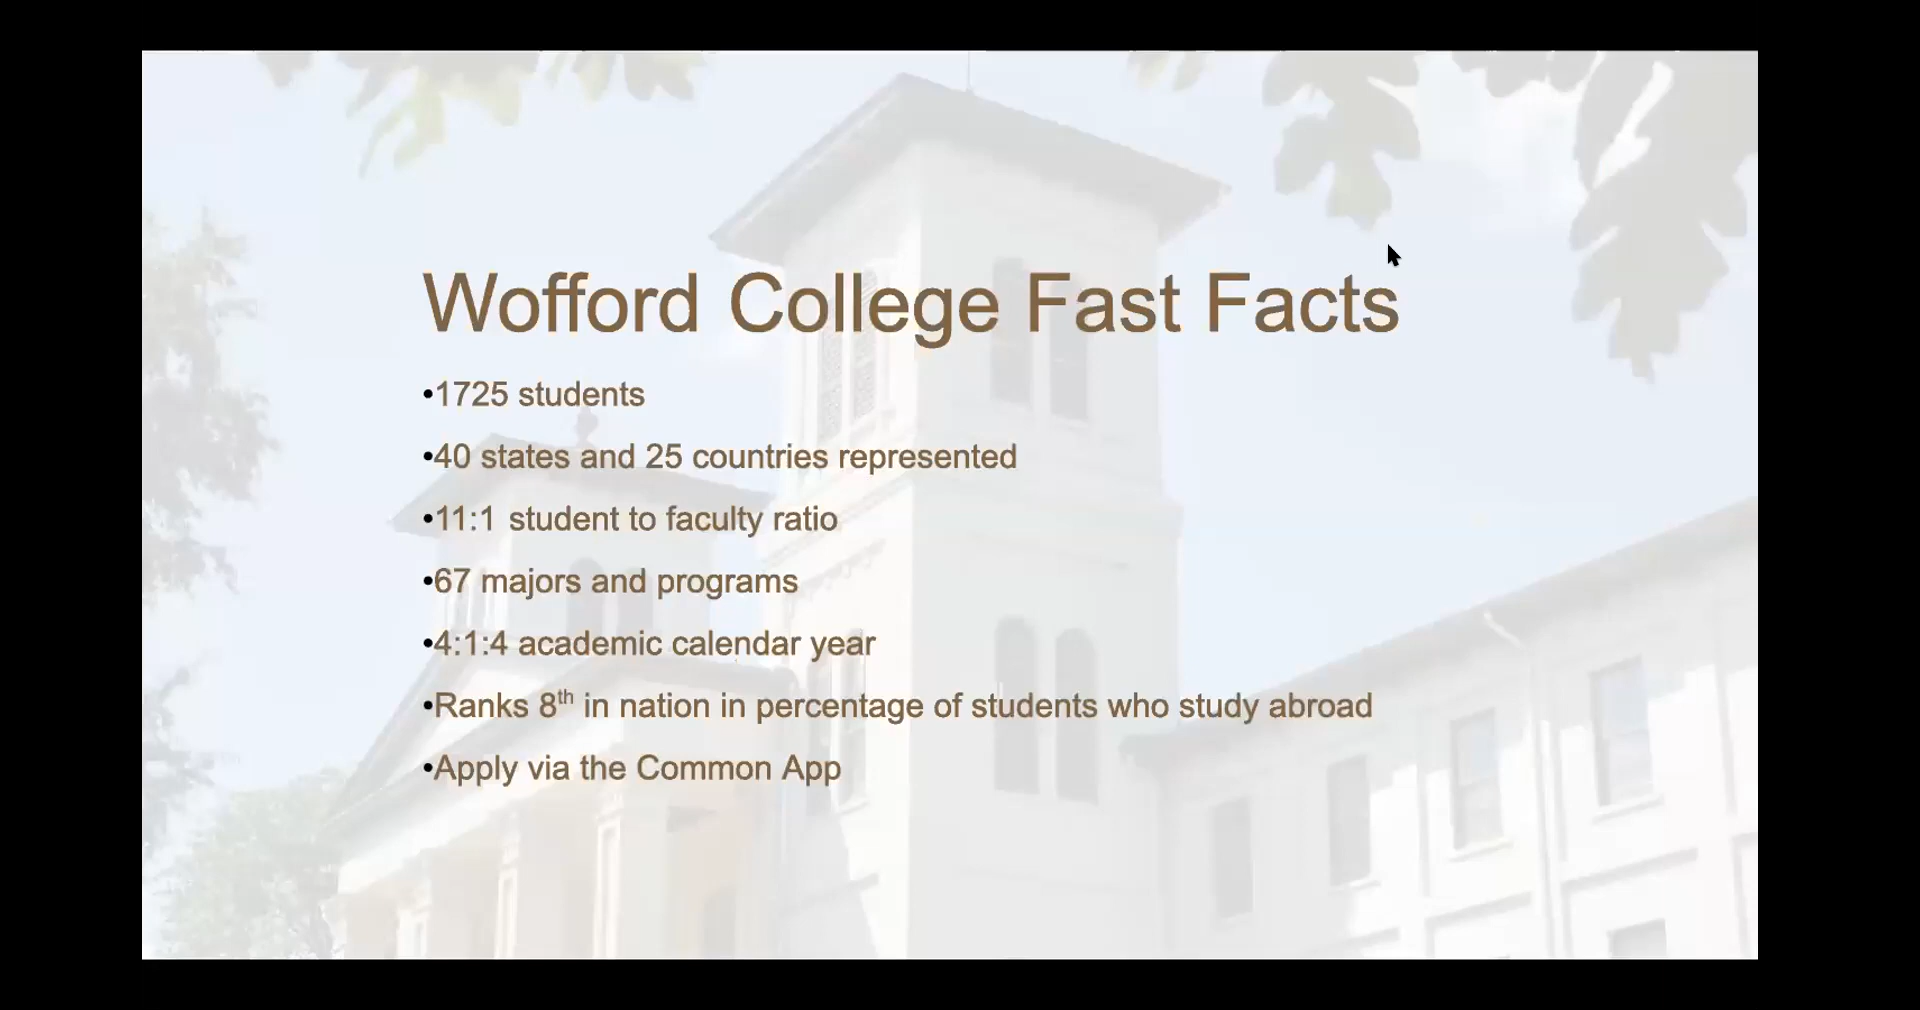 Wofford College Fast Facts
•1725 students
•40 states and 25 countries represented
•11:1 student to faculty ratio
•67 majors and programs
•4:1:4 academic calendar year
•Ranks 8th in nation in percentage of students who study abroad
•Apply via the Common App